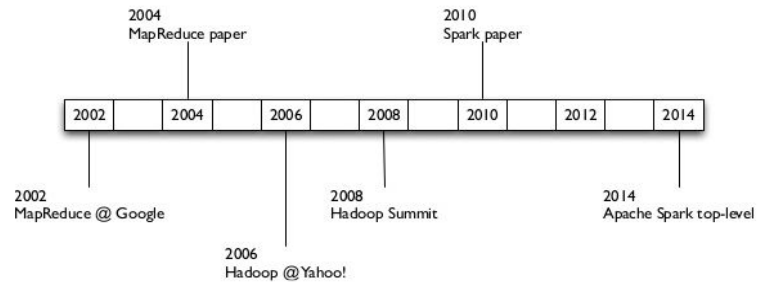 2004
MapReduce paper
2010
Spark paper
2002 2004 2006 2008 2010 2012 2014
2002
MapReduce @ Google
2008
Hadoop Summit
2014
Apache Spark top-level
2006
Hadoop @Yahoo!